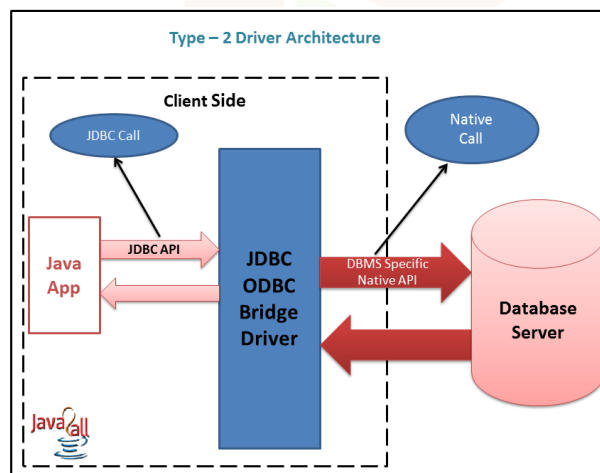 Type – 2 Driver Architecture
Client Side
JDBC Call
Native
Call
JDBC API
Java
App
JDBC
ODBC
Bridge
Driver
DBMS Specific
Native API
Database
Server
Java2all